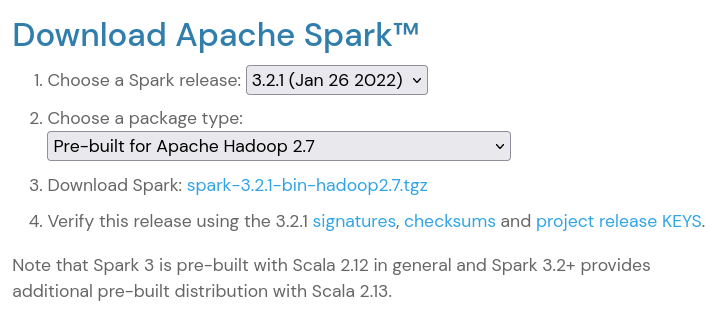 Download Apache Spark™
1. Choose a Spark release: 3.2.1 (Jan 26 2022)
2. Choose a package type:
Pre-built for Apache Hadoop 2.7
3. Download Spark: spark-3.2.1-bin-hadoop2.7.tgz
4. Verify this release using the 3.2.1 signatures, checksums and project release KEYS.
Note that Spark 3 is pre-built with Scala 2.12 in general and Spark 3.2+ provides
additional pre-built distribution with Scala 2.13.